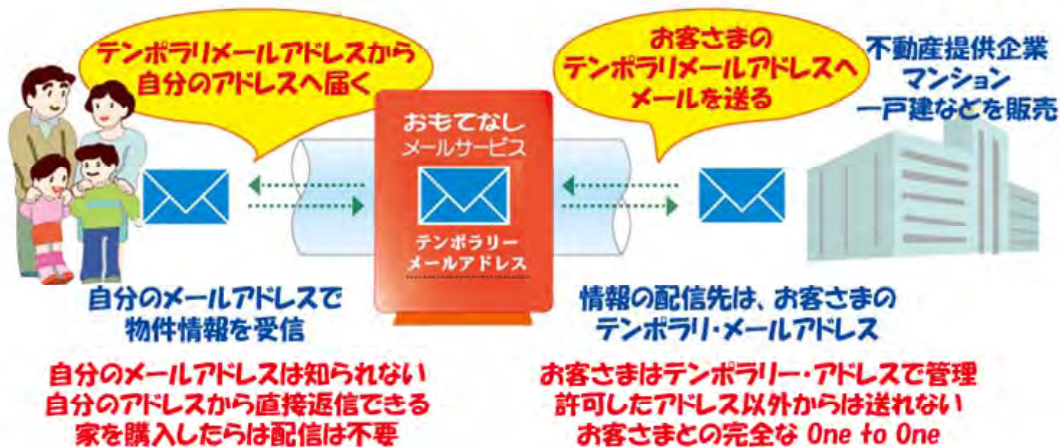 テンポラリメールアドレスから
自分のアドレスへ届く
お客さまの
テンポラリメールアドレスへ
メールを送る
不動産提供企業
マンション
一戸建などを販売
おもてなし
メールサービス
テンポラリー
メールアドレス
自分のメールアドレスで
物件情報を受信
情報の配信先は、お客さまの
テンポラリ・メールアドレス
自分のメールアドレスは知られない
自分のアドレスから直接返信できる
家を購入したらは配信は不要
お客さまはテンポラリー・アドレスで管理
許可したアドレス以外からは送れない
お客さまとの完全な One to One